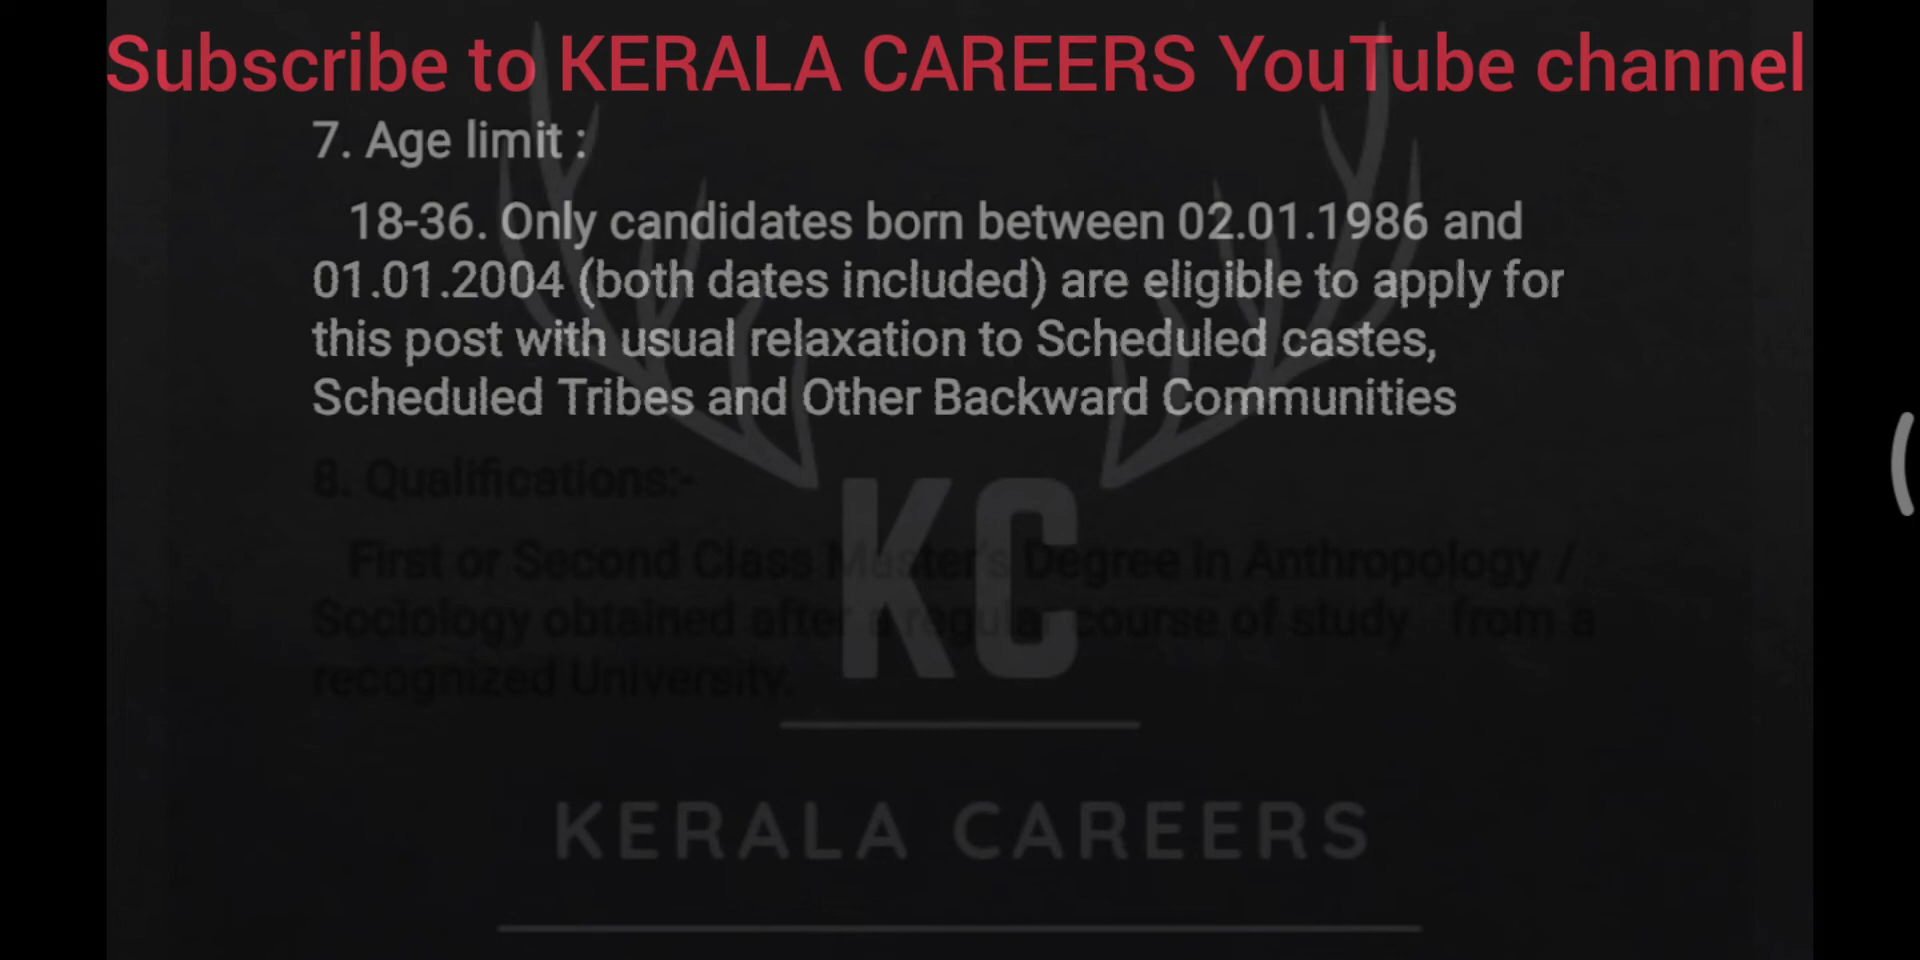 Subscribe to KERALA CAREERS YouTube channel
7. Age limit :
18-36. Only candidates born between 02.01.1986 and
01.01.2004 (both dates included) are eligible to apply for
this post with usual relaxation to Scheduled castes,
Scheduled Tribes and Other Backward Communities
8. Qualifications:-
First or Second Class Master's Degree in Anthropology /
Sociology obtained after a regular course of study from a
recognized University.
KC
KERALA CAREERS